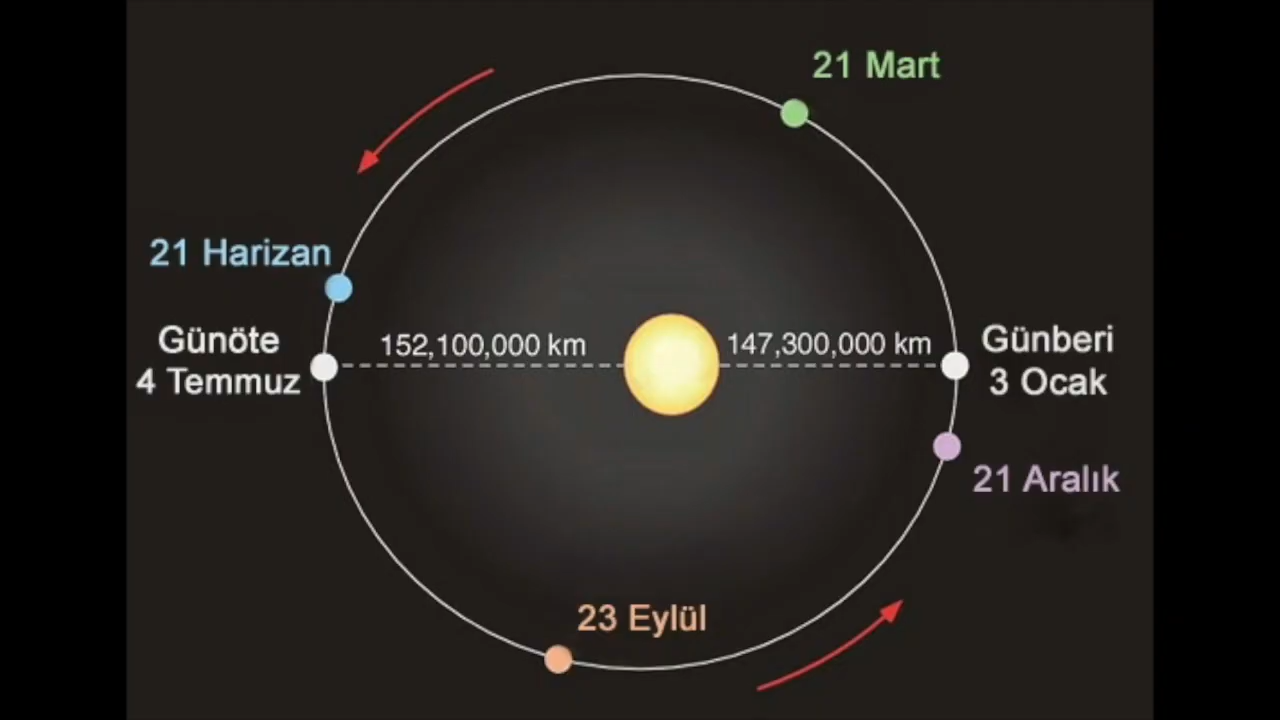 21 Mart
21 Harizan
Günöte
4 Temmuz
152,100,000 km
147,300,000 km
Günberi
3 Ocak
21 Aralık
23 Eylül